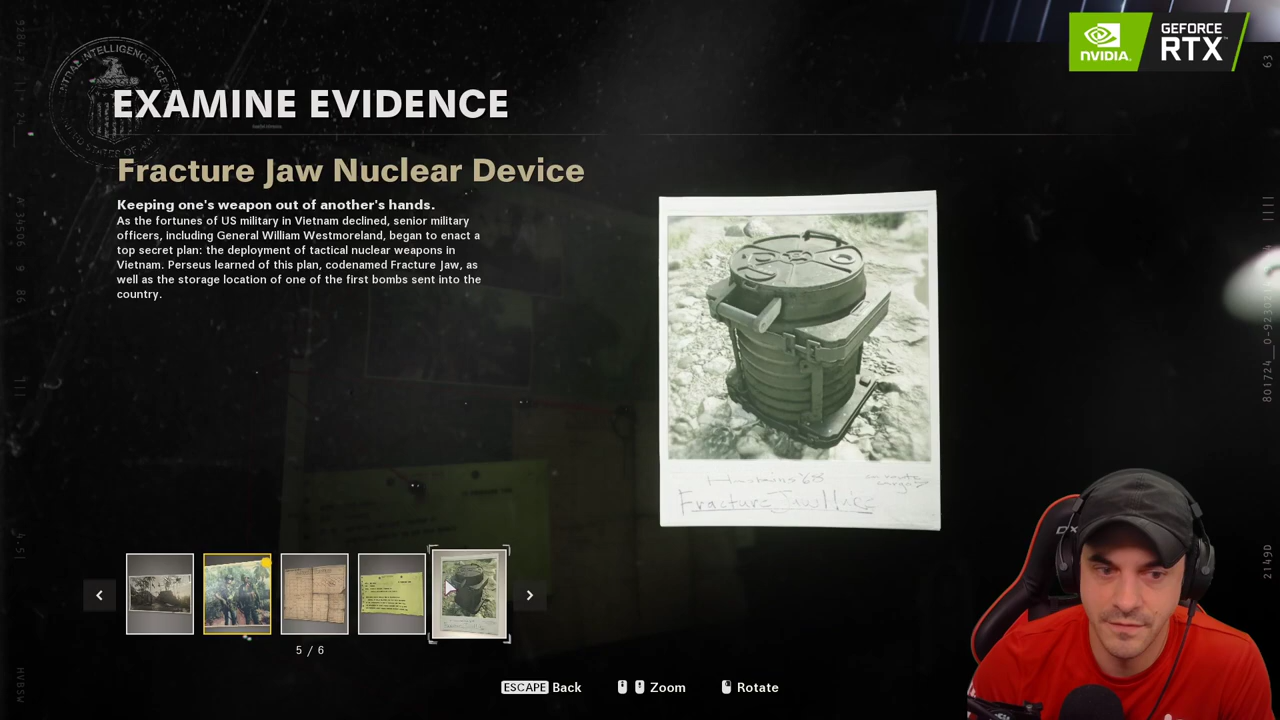 NVIDIA.
GEFORCE
RTX
EXAMINE EVIDENCE
Fracture Jaw Nuclear Device
Keeping one's weapon out of another's hands.
As the fortunes of US military in Vietnam declined, senior military
officers, including General William Westmoreland, began to enact a
top secret plan: the deployment of tactical nuclear weapons in
Vietnam. Perseus learned of this plan, codenamed Fracture Jaw, as
well as the storage location of one of the first bombs sent into the
country.
Fracture Jaw
5 / 6
ESCAPE Back
Zoom
Rotate
63
2149D